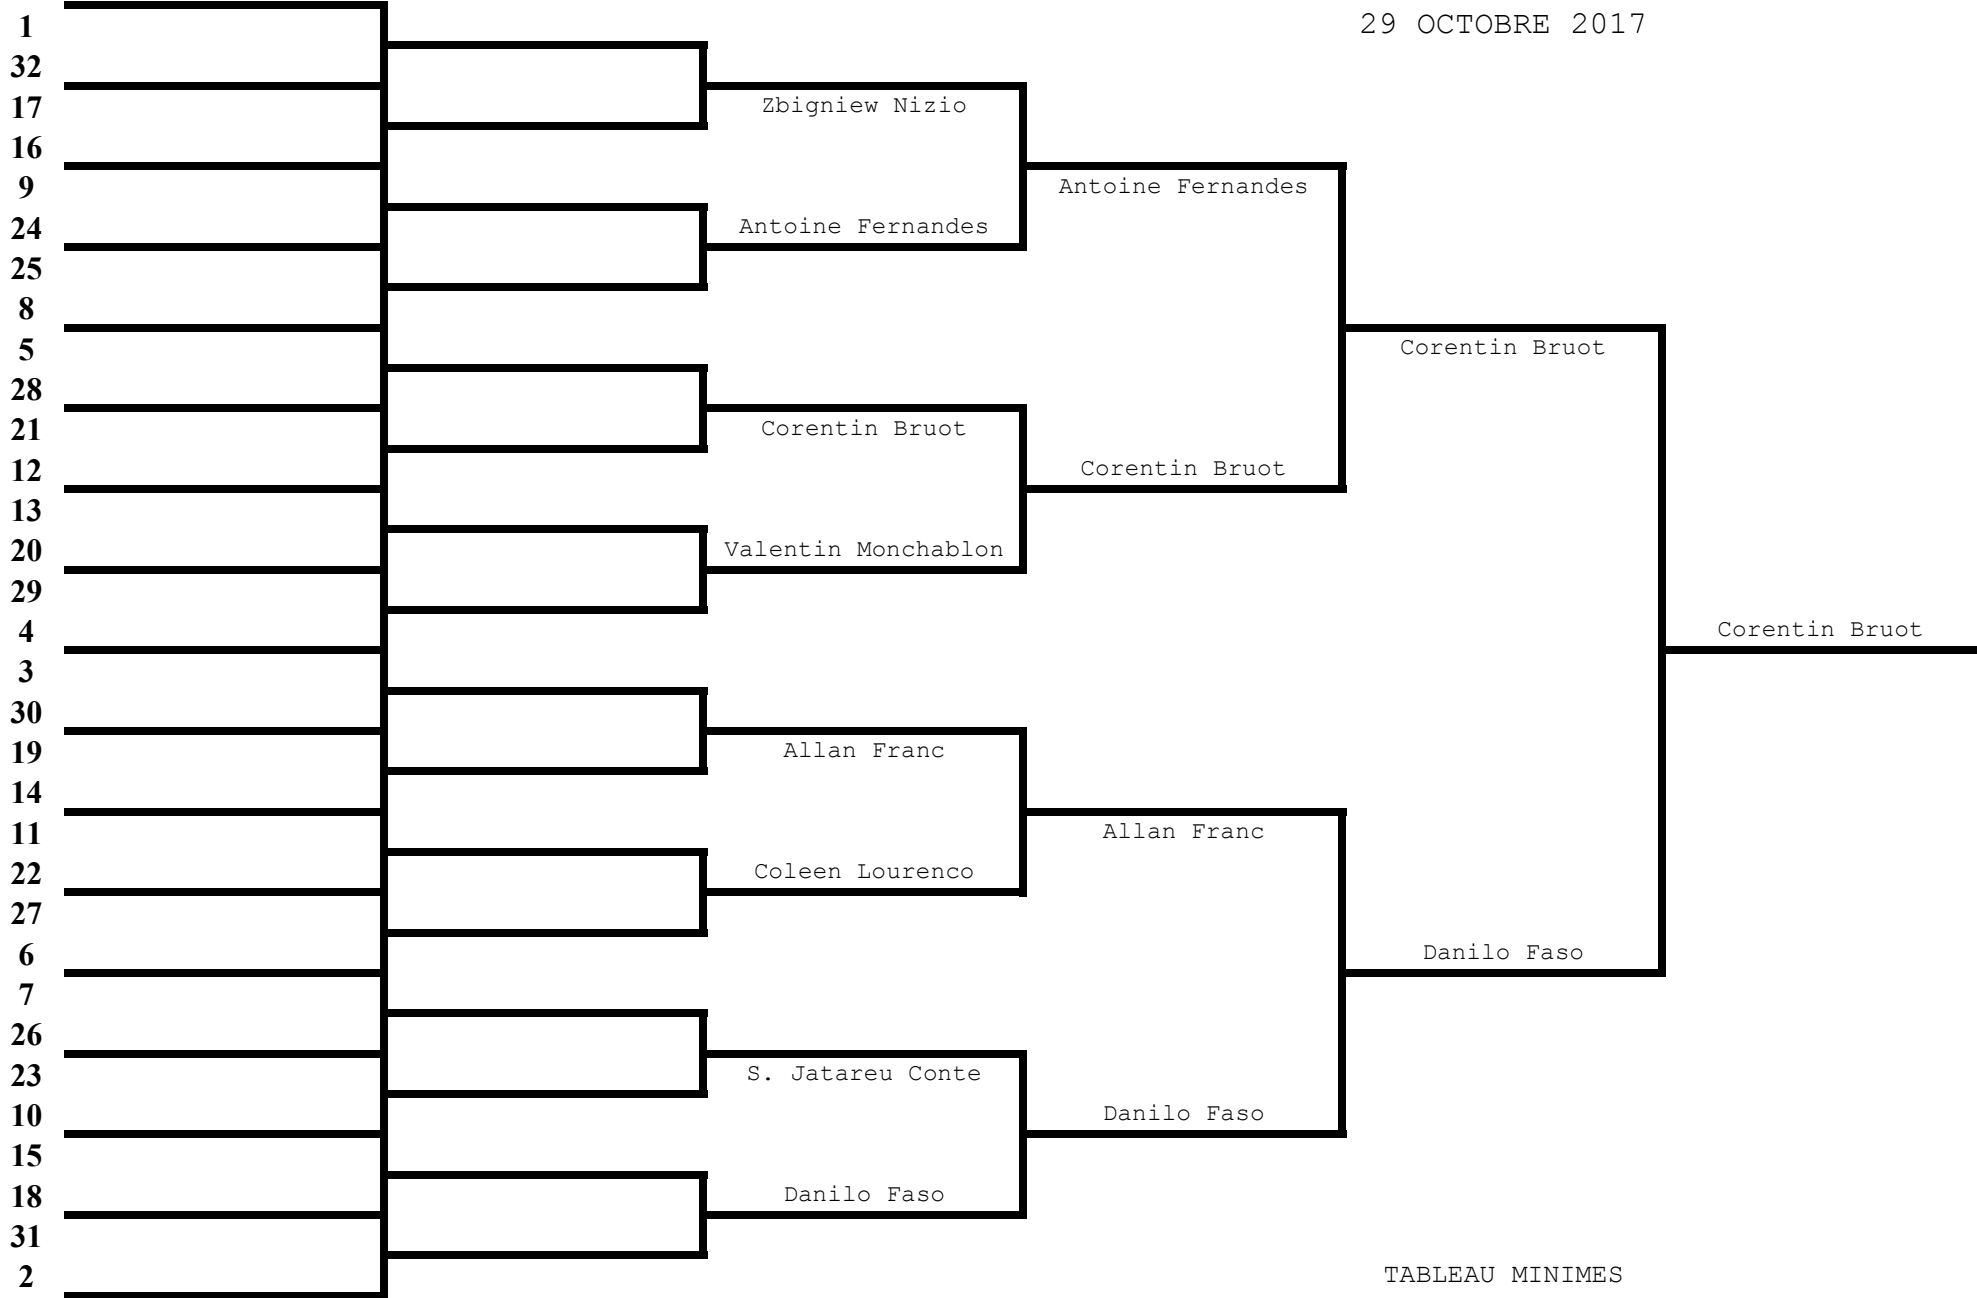 29 OCTOBRE 2017
1
32
17
Zbigniew Nizio
16
9
Antoine Fernandes
24
Antoine Fernandes
25
8
5
Corentin Bruot
28
21
Corentin Bruot
12
Corentin Bruot
13
20
Valentin Monchablon
29
4
Corentin Bruot
3
30
19
Allan Franc
14
11
Allan Franc
22
Coleen Lourenco
27
6
Danilo Faso
7
26
23
S. Jatareu Conte
10
Danilo Faso
15
18
Danilo Faso
31
2
TABLEAU MINIMES